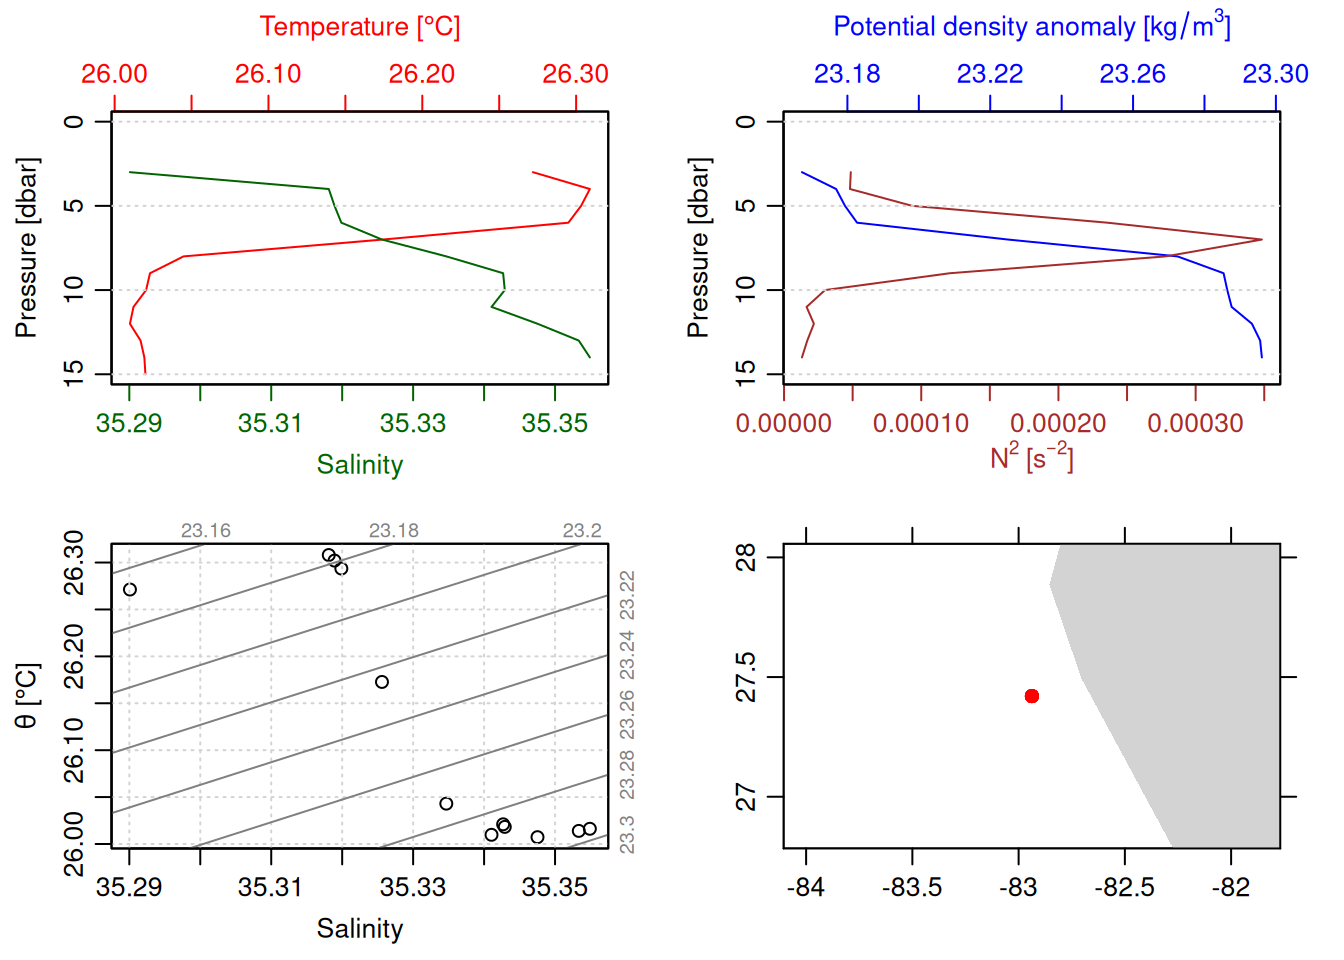 Temperature [°C]
26.00 26.10 26.20 26.30
Pressure [dbar]
0
5
10
15
35.29 35.31 35.33 35.35
Salinity
Potential density anomaly [kg/m³]
23.18 23.22 23.26 23.30
Pressure [dbar]
0
5
10
15
0.00000 0.00010 0.00020 0.00030
N² [s⁻²]
23.16 23.18 23.2
θ [°C]
26.30
26.20
26.10
26.00
23.22
23.24
23.26
23.28
23.3
35.29 35.31 35.33 35.35
Salinity
28
27.5
27
-84 -83.5 -83 -82.5 -82